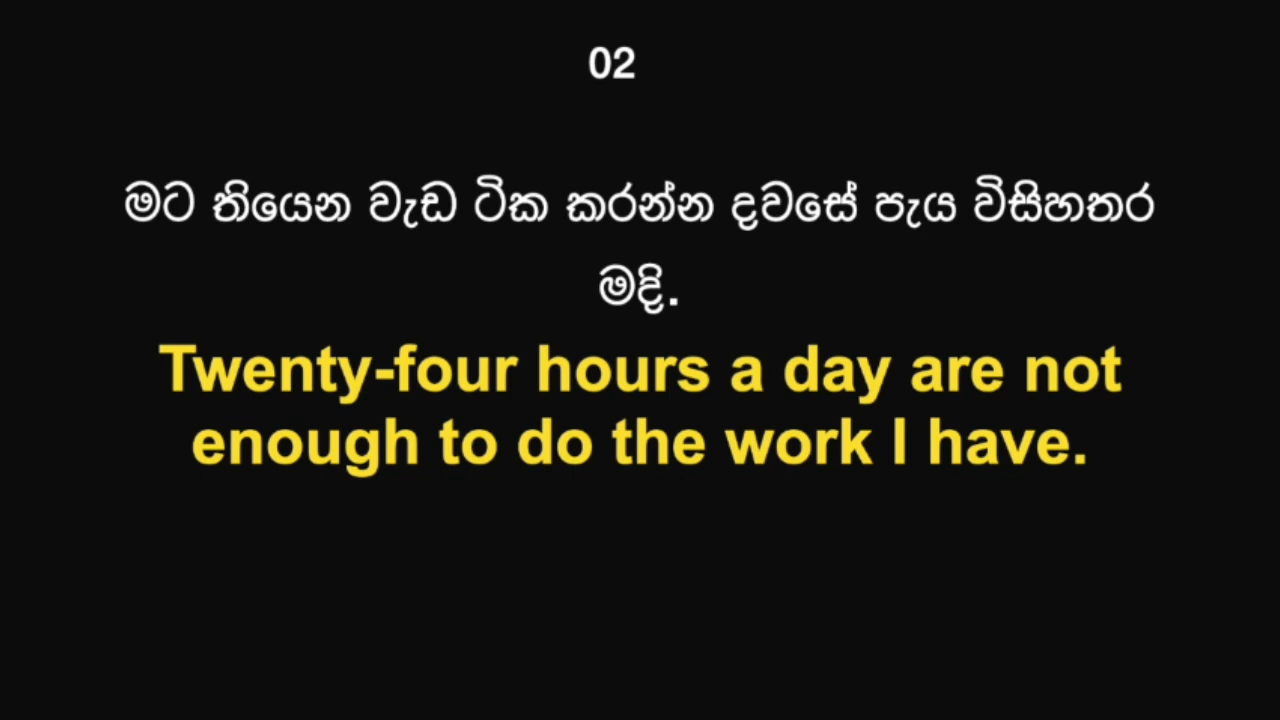 02
මට තියෙන වැඩ ටික කරන්න දවසේ පැය විසිහතර
මදි.
Twenty-four hours a day are not
enough to do the work I have.